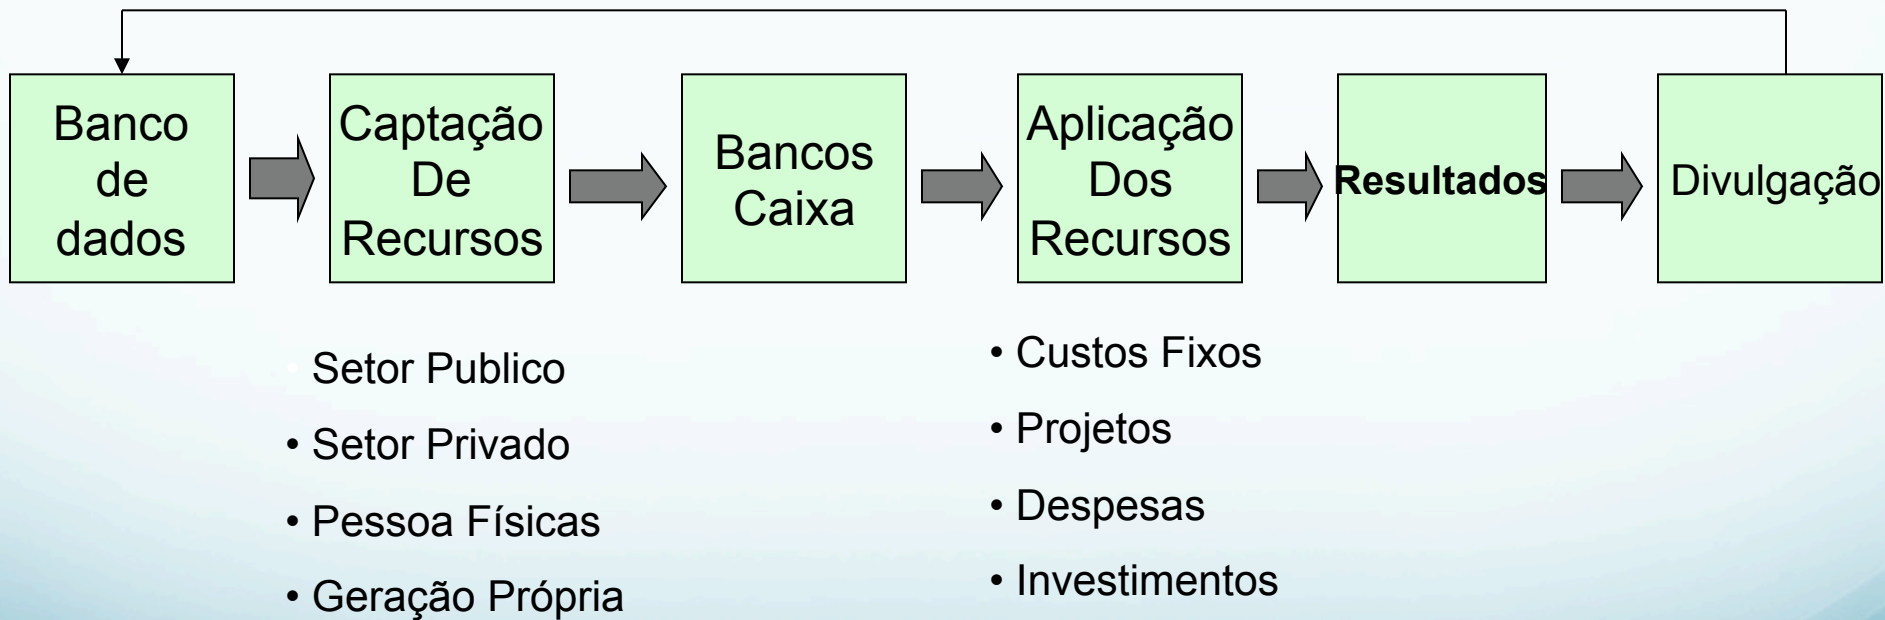 Banco
de
dados
Captação
De
Recursos
Bancos
Caixa
Aplicação
Dos
Recursos
Resultados
Divulgação
Setor Publico
• Setor Privado
• Pessoa Físicas
• Geração Própria
• Custos Fixos
• Projetos
• Despesas
• Investimentos